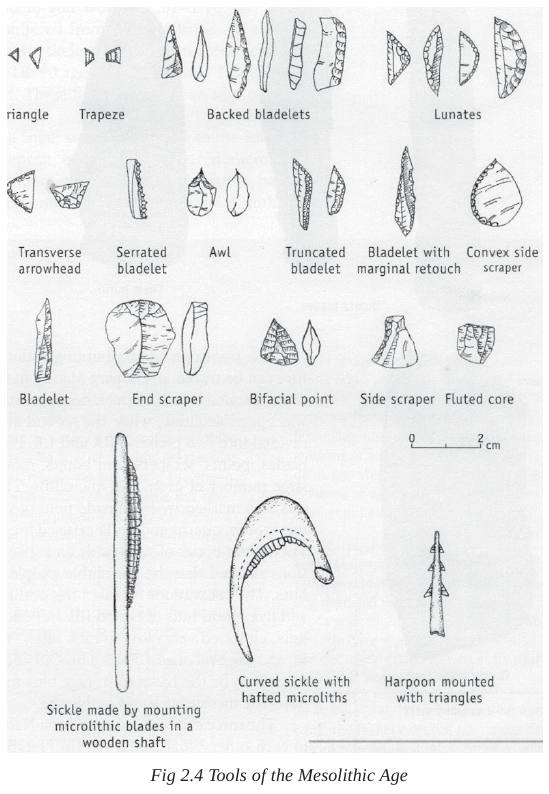 riangle Trapeze Backed bladelets Lunates
Transverse Serrated Awl Truncated Bladelet with Convex side
arrowhead bladelet bladelet marginal retouch scraper
Bladelet End scraper Bifacial point Side scraper Fluted core
0 2 cm
Curved sickle with Harpoon mounted
hafted microliths with triangles
Sickle made by mounting
microlithic blades in a
wooden shaft
Fig 2.4 Tools of the Mesolithic Age